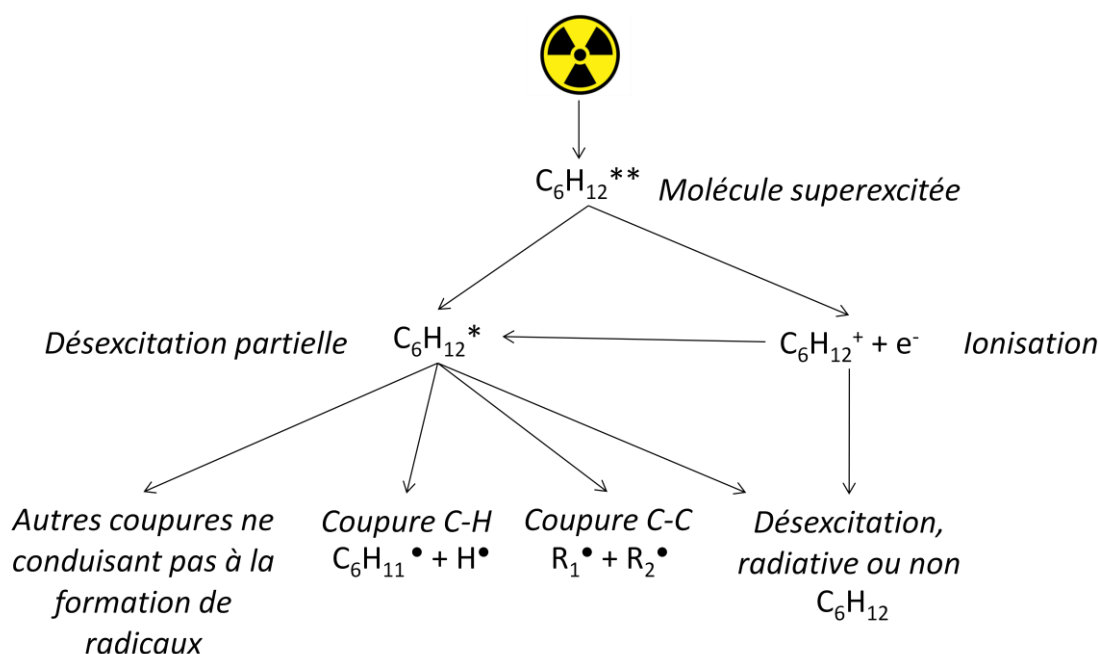 C₆H₁₂** Molécule superexcitée
Désexcitation partielle C₆H₁₂* C₆H₁₂⁺ + e⁻ Ionisation
Autres coupures ne
conduisant pas à la
formation de
radicaux
Coupure C-H
C₆H₁₁• + H•
Coupure C-C
R₁• + R₂•
Désexcitation,
radiative ou non
C₆H₁₂